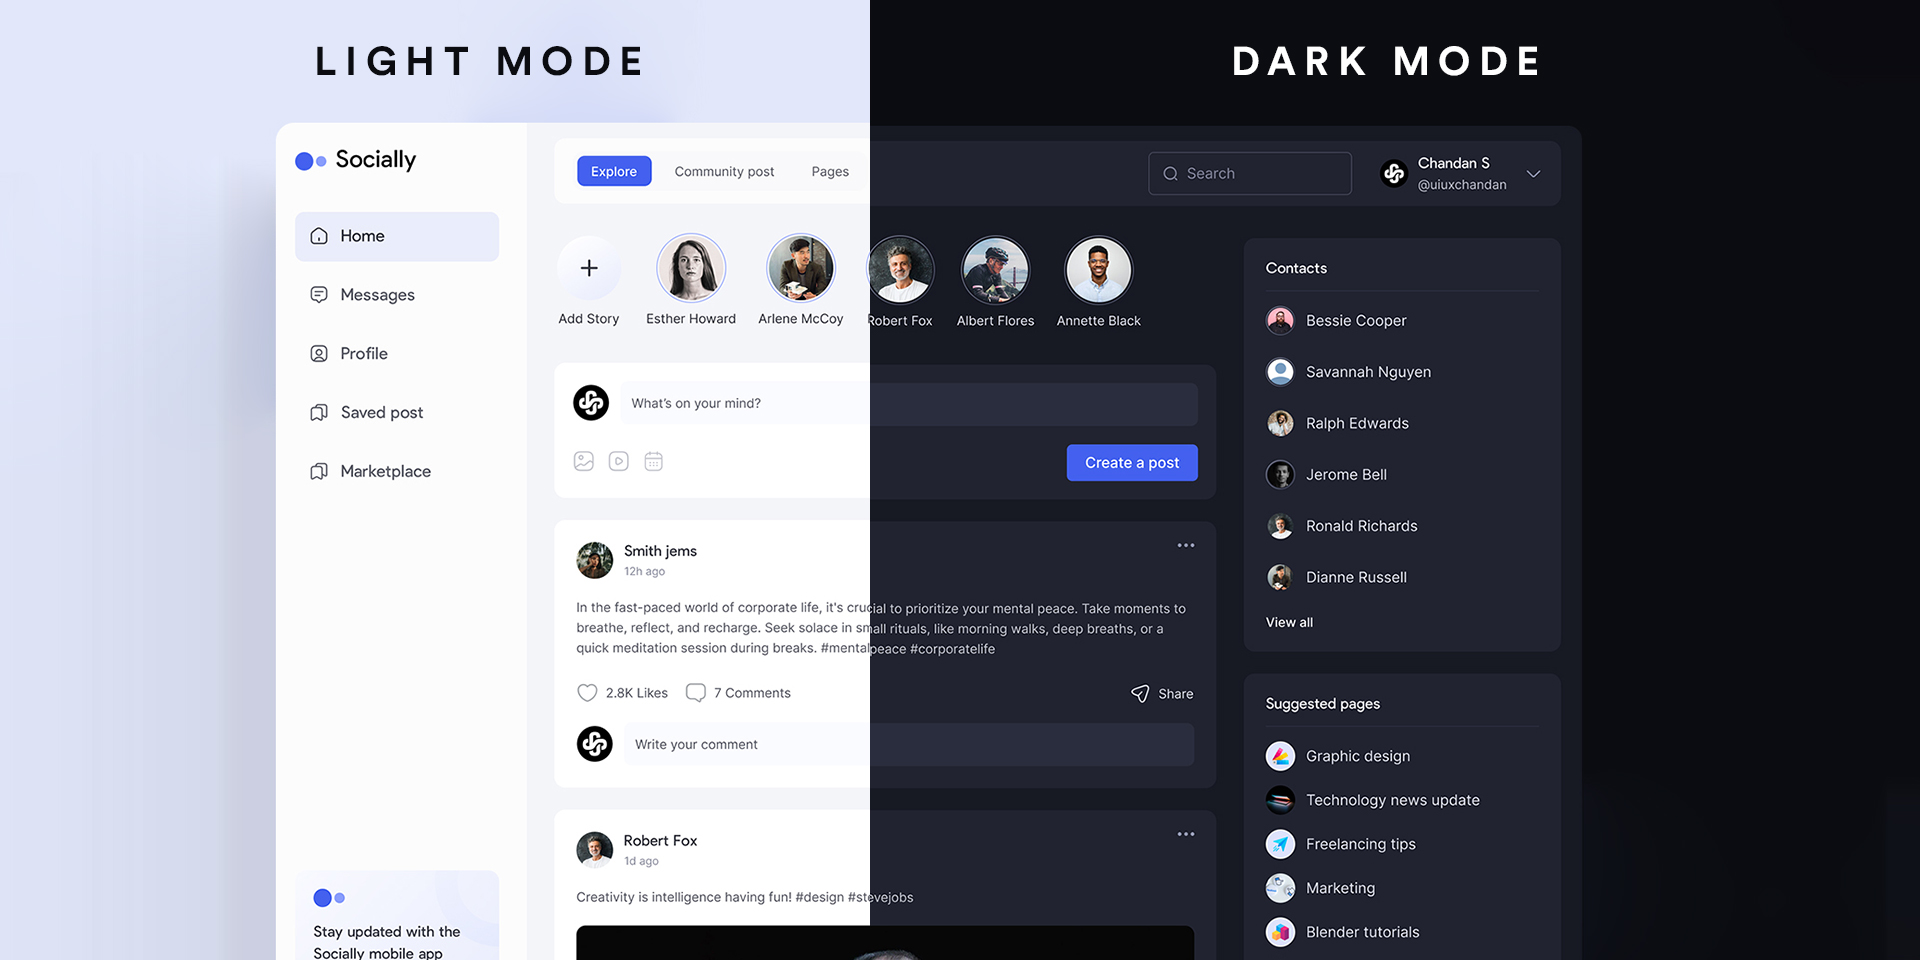 LIGHT MODE
DARK MODE
Socially
Home
Messages
Profile
Saved post
Marketplace
Stay updated with the
Socially mobile app
Explore
Community post
Pages
Search
Chandan S
@uiuxchandan
Add Story
Esther Howard
Arlene McCoy
Robert Fox
Albert Flores
Annette Black
What's on your mind?
Create a post
Smith jems
12h ago
In the fast-paced world of corporate life, it's crucial to prioritize your mental peace. Take moments to
breathe, reflect, and recharge. Seek solace in small rituals, like morning walks, deep breaths, or a
quick meditation session during breaks. #mentalpeace #corporatelife
2.8K Likes
7 Comments
Share
Write your comment
Robert Fox
1d ago
Creativity is intelligence having fun! #design #stevejobs
Contacts
Bessie Cooper
Savannah Nguyen
Ralph Edwards
Jerome Bell
Ronald Richards
Dianne Russell
View all
Suggested pages
Graphic design
Technology news update
Freelancing tips
Marketing
Blender tutorials